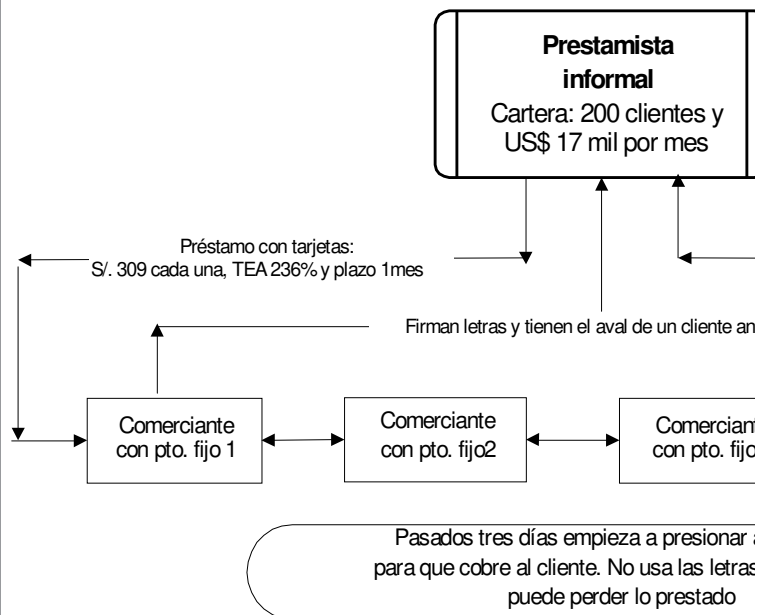 Prestamista
informal
Cartera: 200 clientes y
US$ 17 mil por mes
Préstamo con tarjetas:
S/. 309 cada una, TEA 236% y plazo 1mes
Firman letras y tienen el aval de un cliente an
Comerciante
con pto. fijo 1
Comerciante
con pto. fijo2
Comercian
con pto. fijo
Pasados tres días empieza a presionar
para que cobre al cliente. No usa las letras
puede perder lo prestado